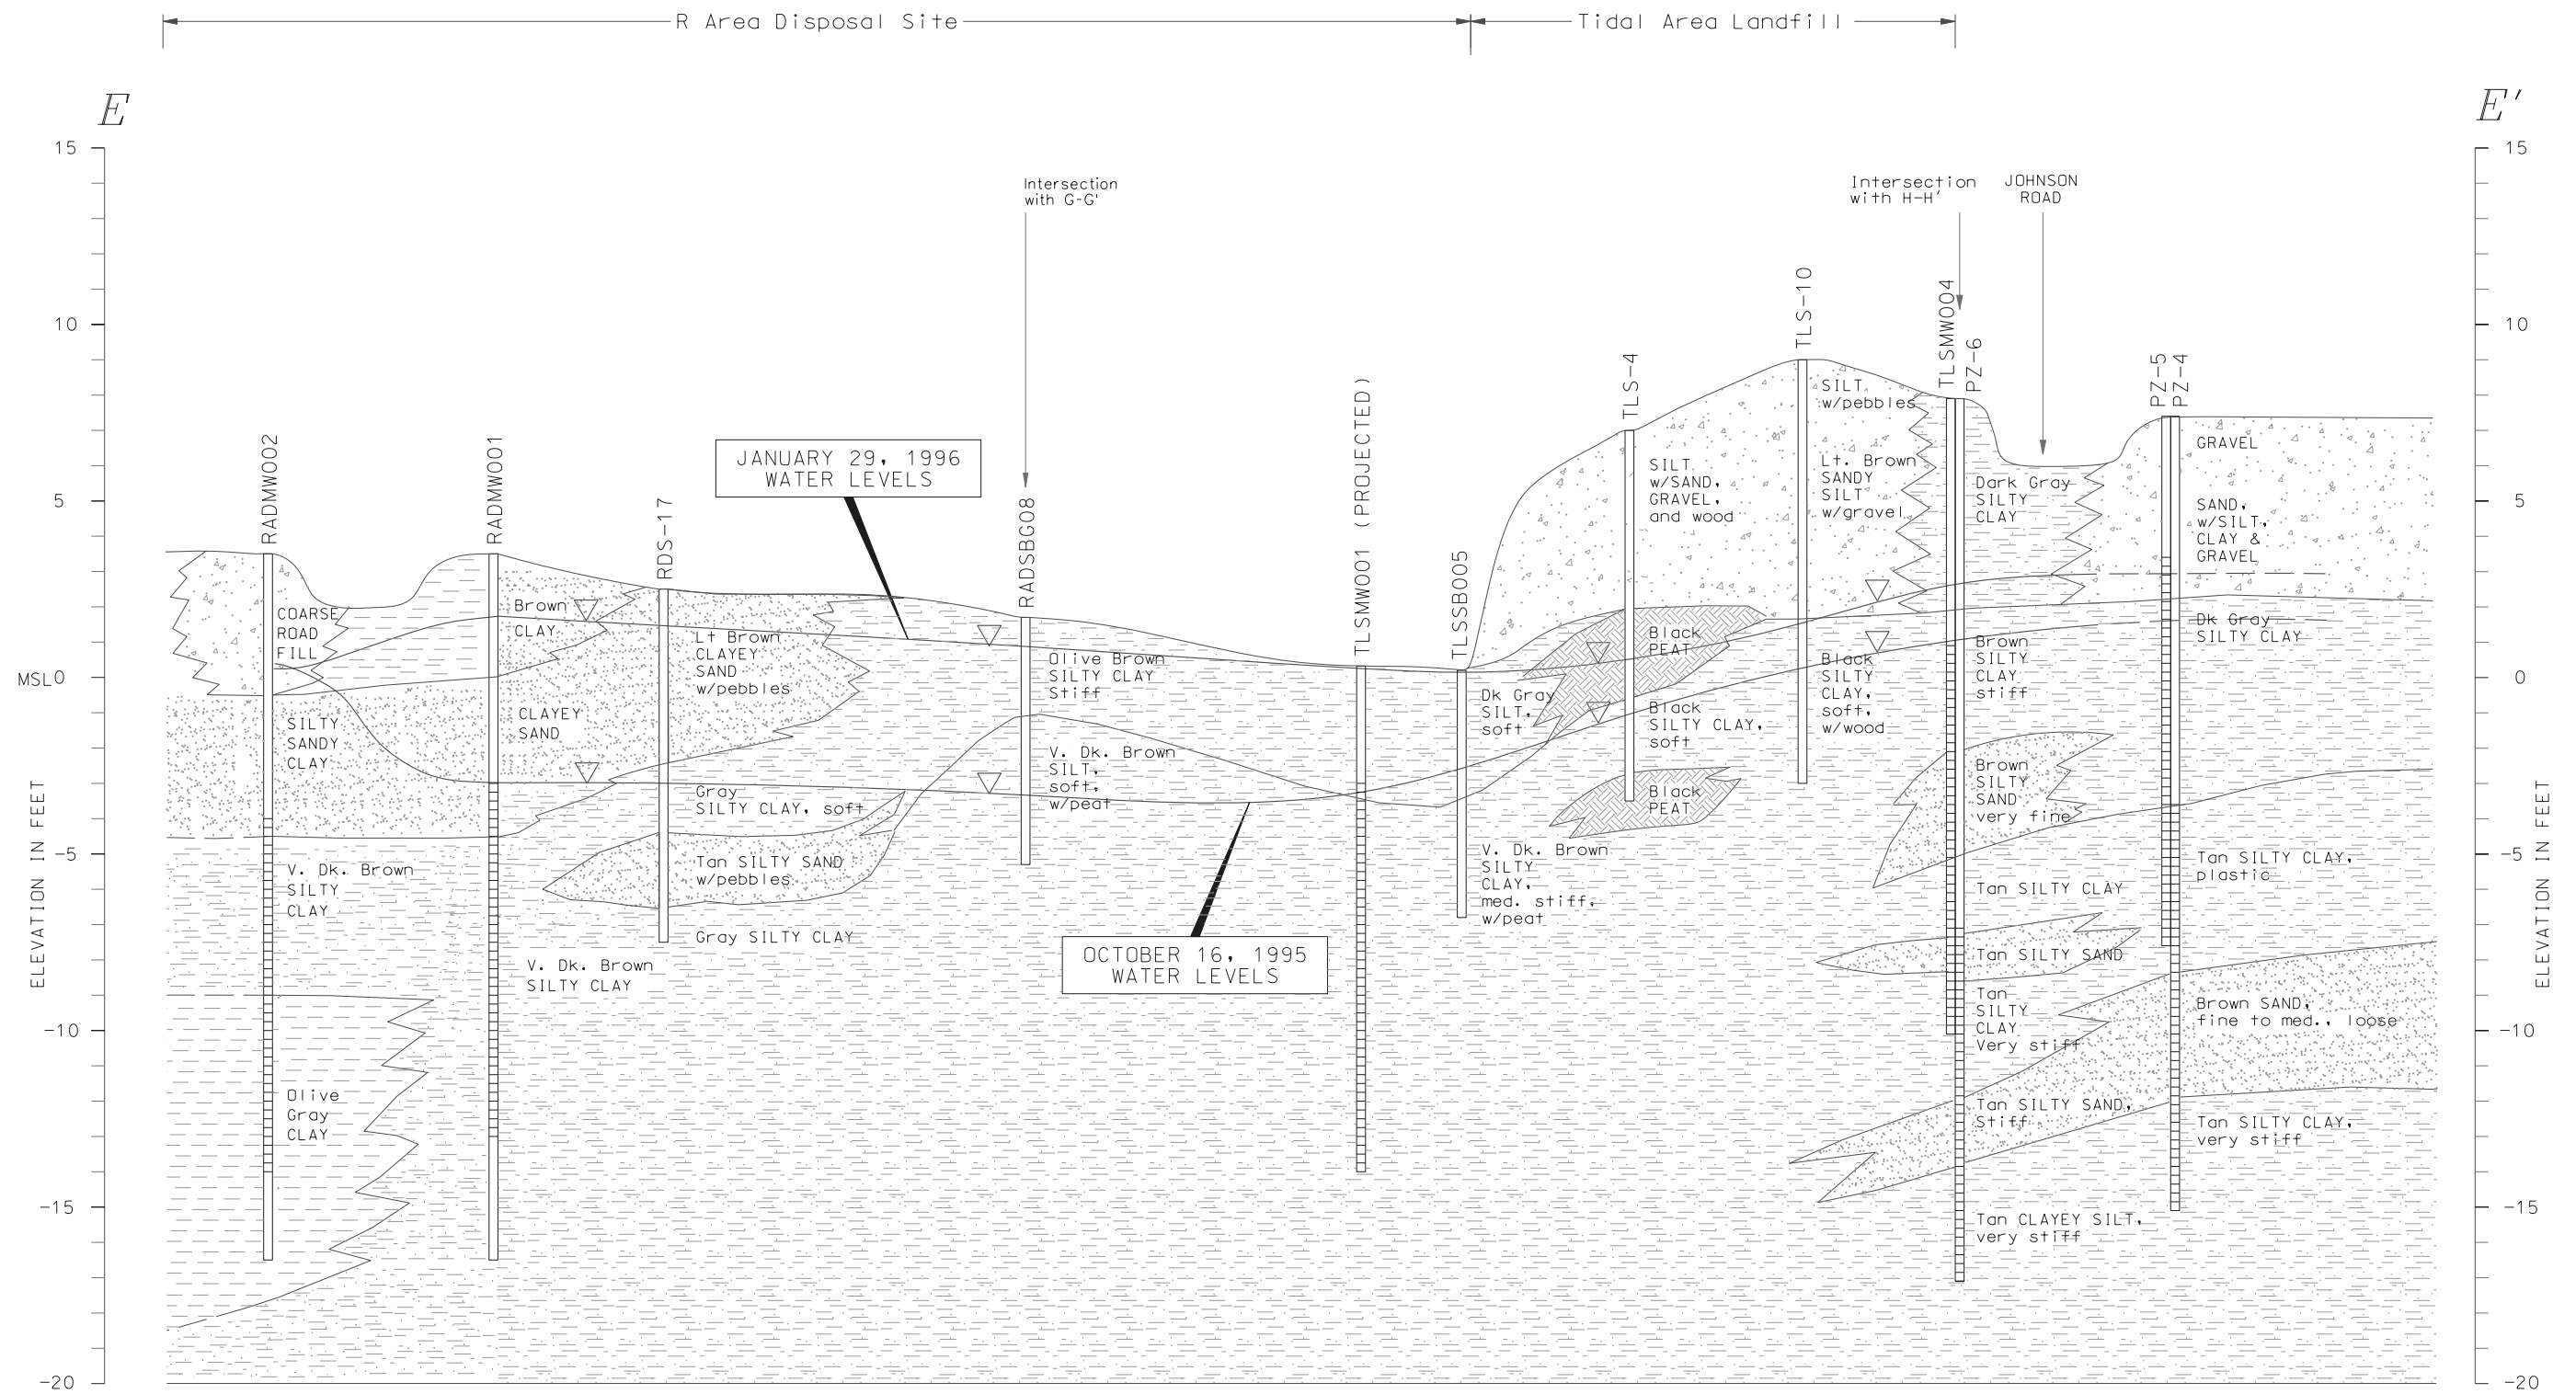 R Area Disposal Site
Tidal Area Landfill
E
E'
15
10
5
MSL 0
-5
-10
-15
-20
ELEVATION IN FEET
Intersection
with G-G'
Intersection
with H-H'
JOHNSON
ROAD
RADMW002
RADMW001
RDS-17
RADSBG08
TLSMW001 (PROJECTED)
TLSSB005
TLS-4
TLS-10
TLSMW004
PZ-6
PZ-5
PZ-4
JANUARY 29, 1996
WATER LEVELS
OCTOBER 16, 1995
WATER LEVELS
COARSE
ROAD
FILL
SILTY
SANDY
CLAY
V. Dk. Brown
SILTY
CLAY
Olive
Gray
CLAY
Brown
CLAY
CLAYEY
SAND
V. Dk. Brown
SILTY CLAY
Lt Brown
CLAYEY
SAND
w/pebbles
Gray
SILTY CLAY, soft
Tan SILTY SAND
w/pebbles
Gray SILTY CLAY
Olive Brown
SILTY CLAY
Stiff
V. Dk. Brown
SILT,
soft,
w/peat
Dk Gray
SILT,
soft
V. Dk. Brown
SILTY
CLAY,
med. stiff,
w/peat
SILT
w/SAND,
GRAVEL,
and wood
Black
PEAT
Black
SILTY CLAY,
soft
Black
PEAT
SILT
w/pebbles
Lt. Brown
SANDY
SILT
w/gravel
Black
SILTY
CLAY,
soft,
w/wood
Dark Gray
SILTY
CLAY
Brown
SILTY
CLAY
stiff
Brown
SILTY
SAND
very fine
Tan SILTY CLAY
Tan SILTY SAND
Tan
SILTY
CLAY
Very stiff
Tan SILTY SAND,
Stiff
Tan CLAYEY SILT,
very stiff
GRAVEL
SAND,
w/SILT,
CLAY &
GRAVEL
Dk Gray
SILTY CLAY
Tan SILTY CLAY,
plastic
Brown SAND,
fine to med., loose
Tan SILTY CLAY,
very stiff
15
10
5
0
-5
-10
-15
-20
ELEVATION IN FEET